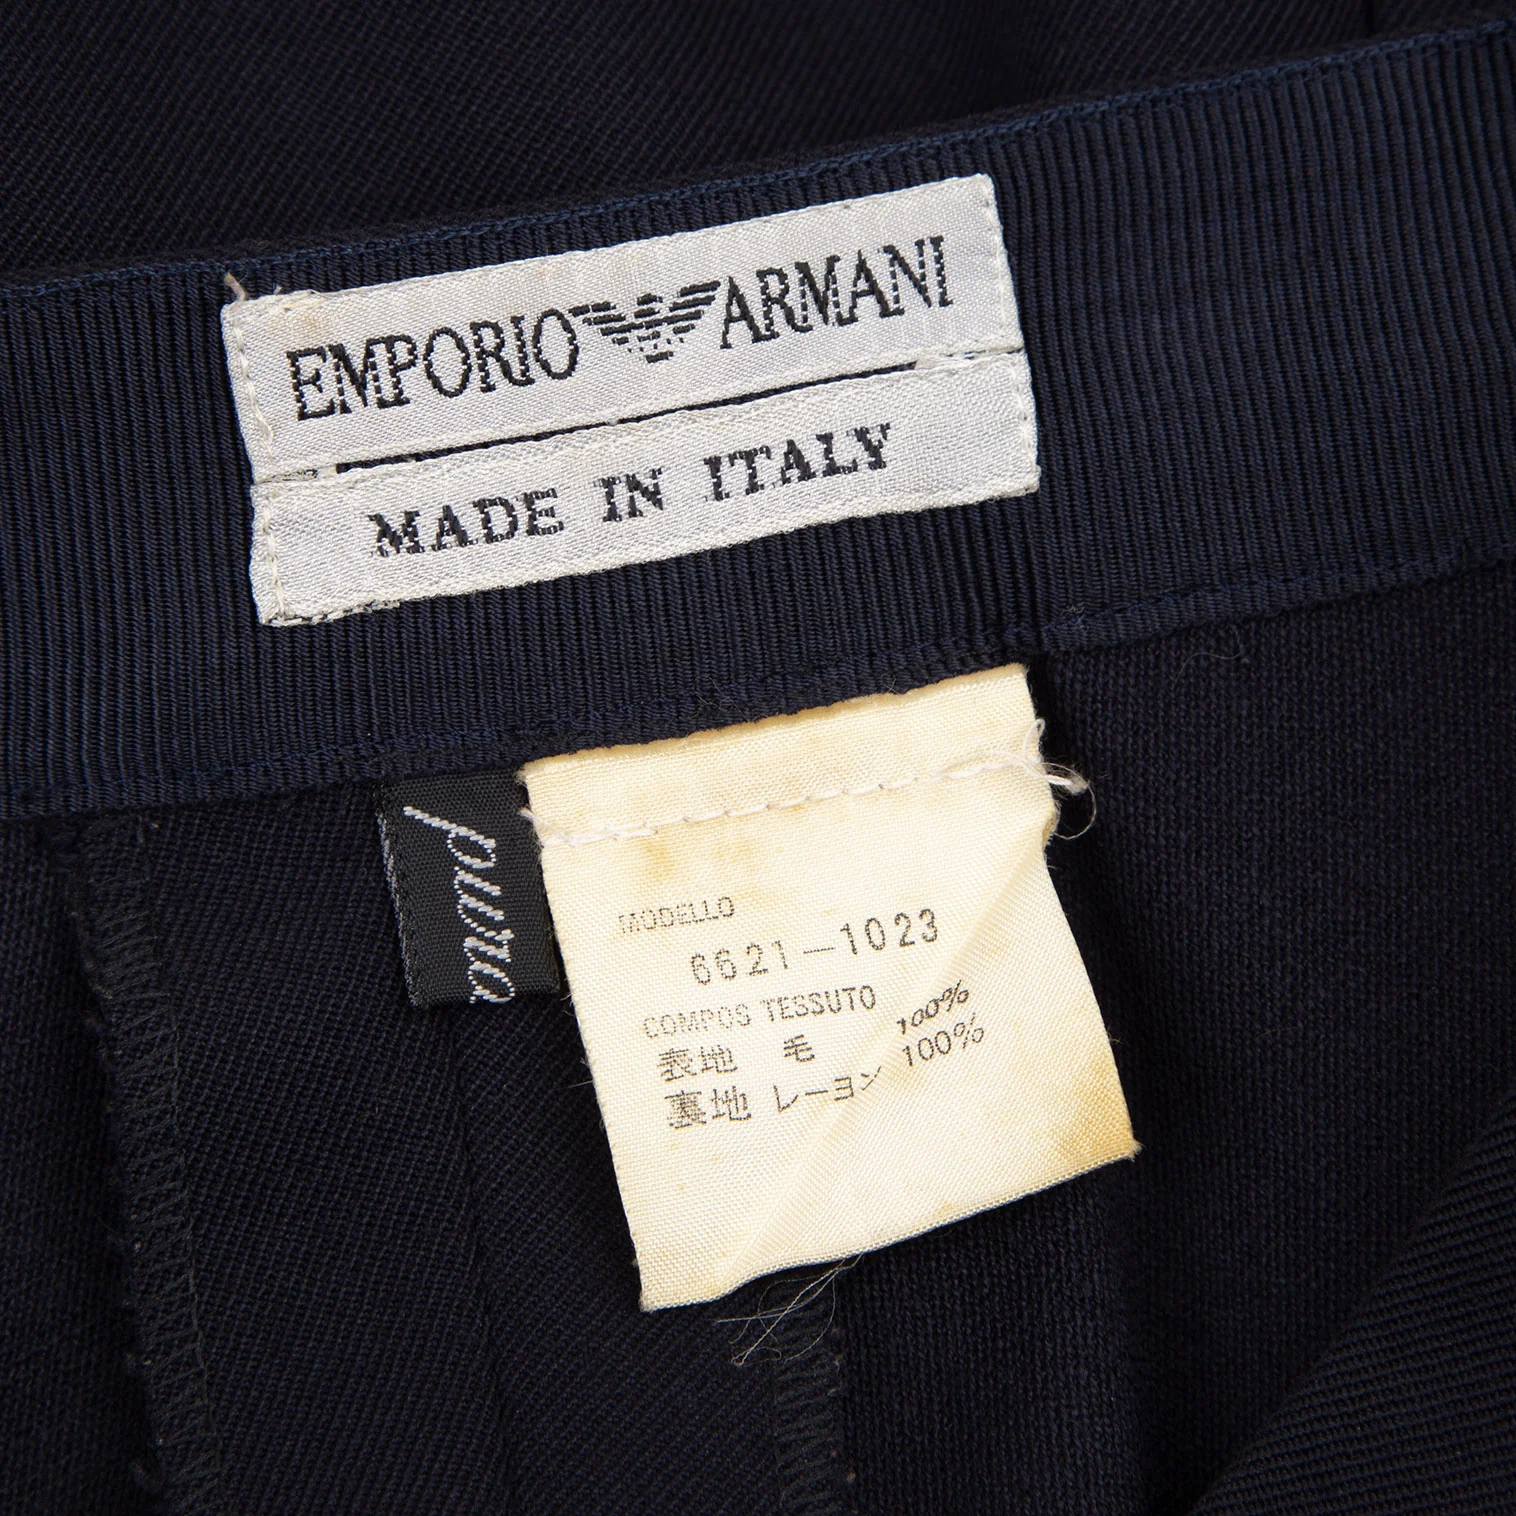 EMPORIO ARMANI
MADE IN ITALY
pura
MODELLO
6621-1023
COMPOS TESSUTO
表地 毛 100%
裏地 レーヨン 100%